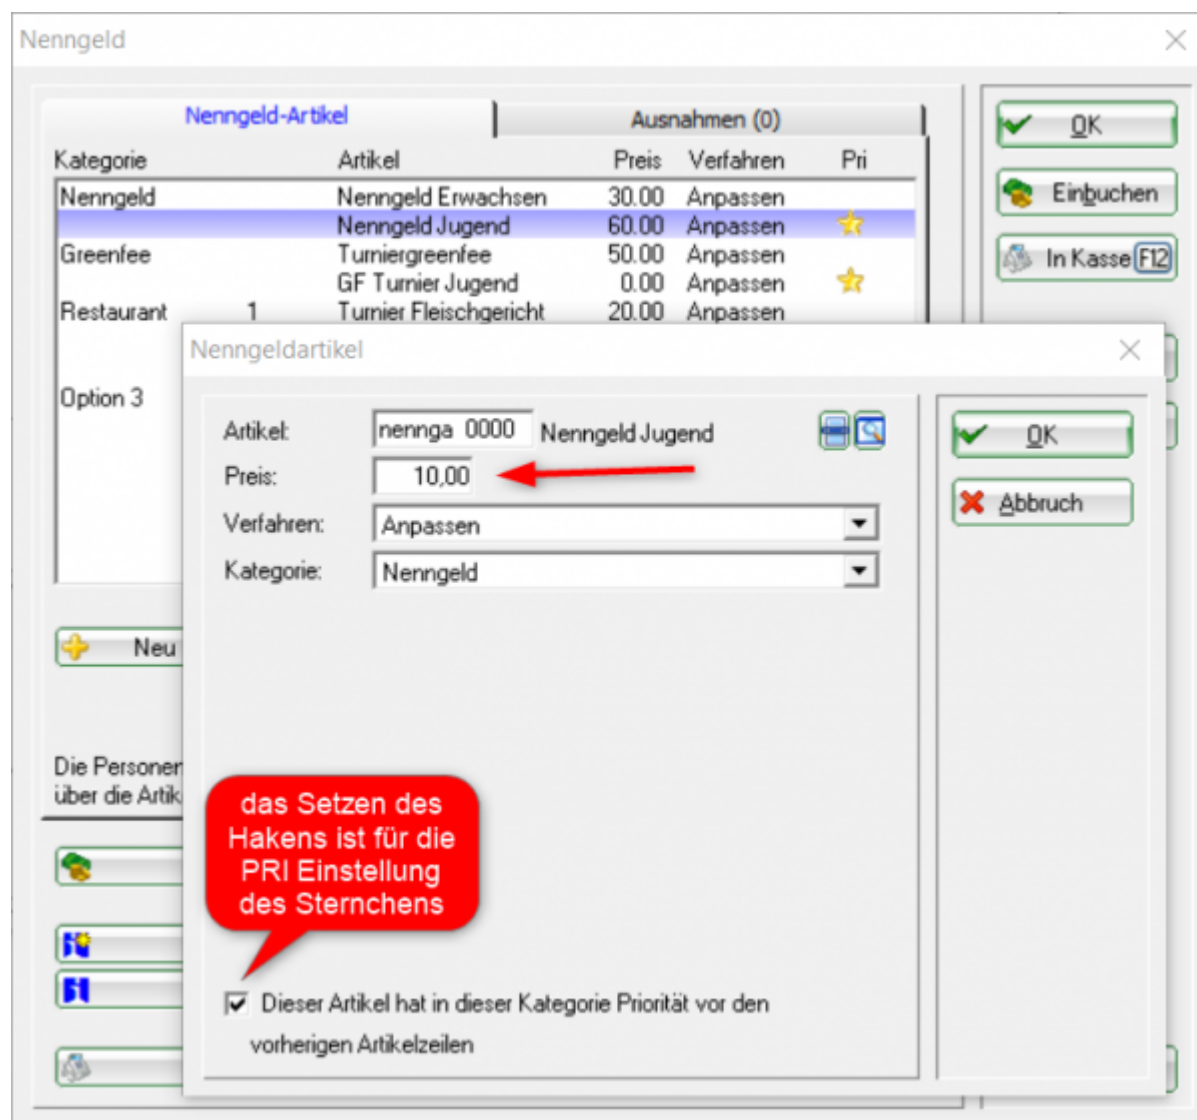 Nenngeld
Nenngeld-Artikel Ausnahmen (0)
Kategorie Artikel Preis Verfahren Pri
Nenngeld Nenngeld Erwachsen 30.00 Anpassen
Nenngeld Jugend 60.00 Anpassen
Greenfee Turniergreenfee 50.00 Anpassen
GF Turnier Jugend 0.00 Anpassen
Restaurant 1 Turnier Fleischgericht 20.00 Anpassen
Option 3
OK
Einbuchen
In Kasse F12
Neu
Die Personen
über die Artik
Nenngeldartikel
Artikel: nennga 0000 Nenngeld Jugend
Preis: 10,00
Verfahren: Anpassen
Kategorie: Nenngeld
OK
Abbruch
das Setzen des
Hakens ist für die
PRI Einstellung
des Sternchens
Dieser Artikel hat in dieser Kategorie Priorität vor den
vorherigen Artikelzeilen